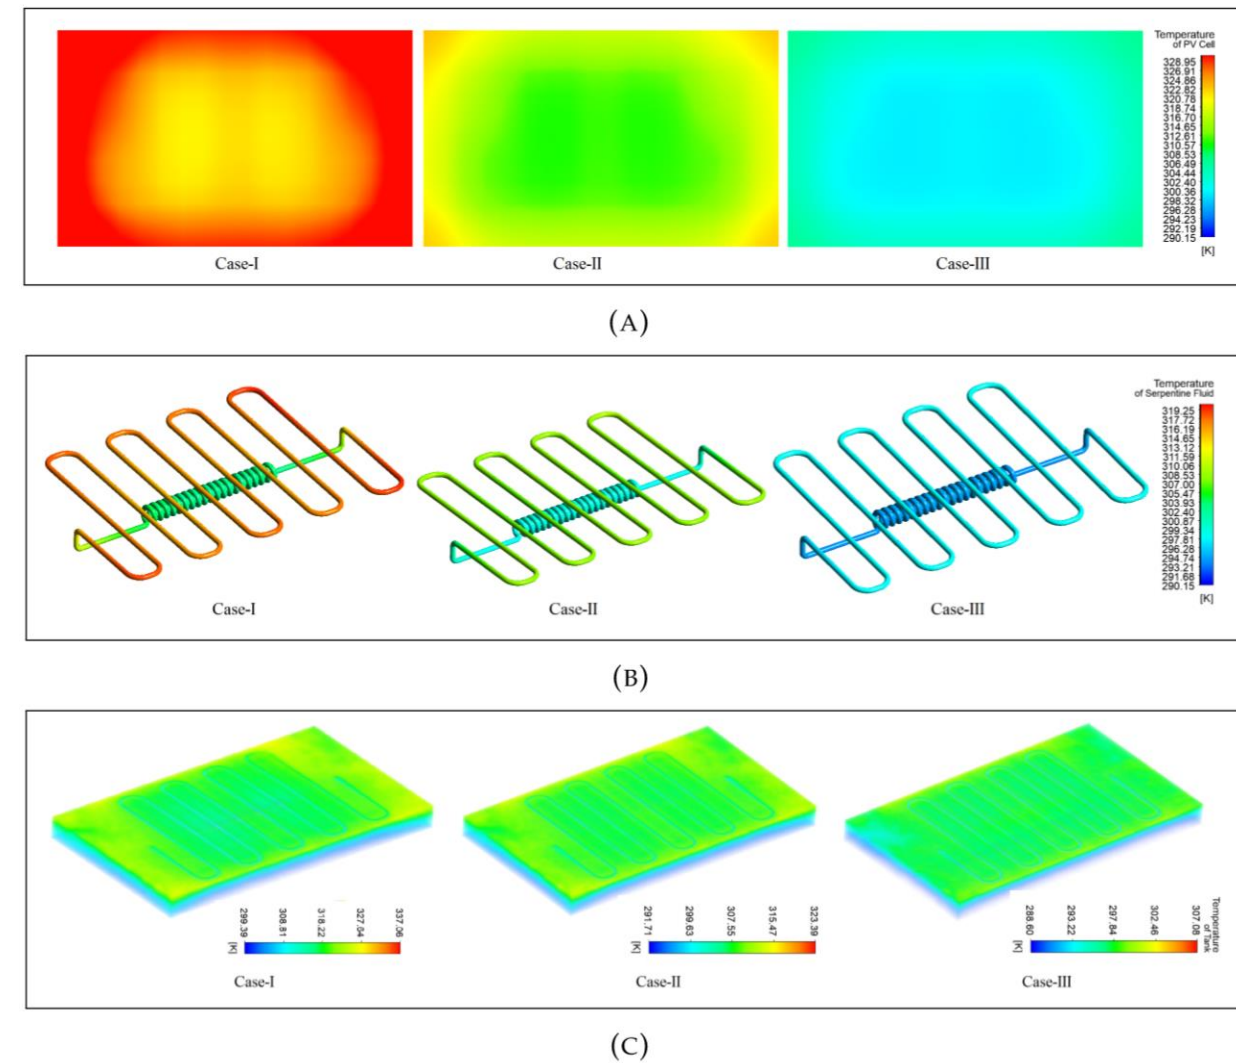 Temperature
of PV Cell
328.95
326.91
324.86
322.82
320.78
318.74
316.70
314.65
312.61
310.57
308.53
306.49
304.44
302.40
300.36
298.32
296.28
294.23
292.19
290.15
[K]
Case-I
Case-II
Case-III
(A)
Temperature
of Serpentine Fluid
319.25
317.72
316.19
314.65
313.12
311.59
310.06
308.53
307.00
305.47
303.93
302.40
300.87
299.34
297.81
296.28
294.74
293.21
291.68
290.15
[K]
Case-I
Case-II
Case-III
(B)
299.39
308.81
318.22
327.64
337.06
[K]
Case-I
291.71
299.63
307.55
315.47
323.39
[K]
Case-II
288.60
293.22
297.84
302.46
307.08
Temperature
of Tank
[K]
Case-III
(C)